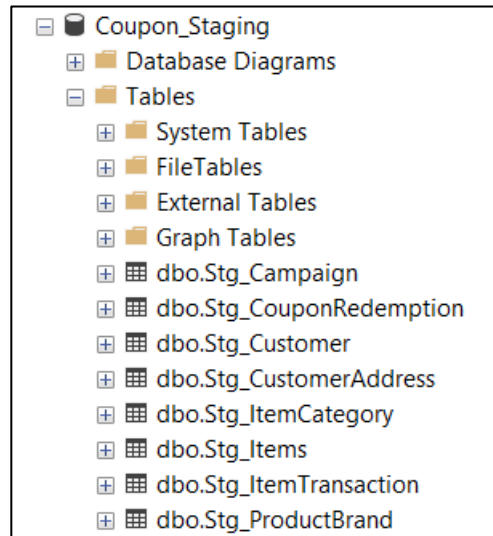 Coupon_Staging
Database Diagrams
Tables
System Tables
FileTables
External Tables
Graph Tables
dbo.Stg_Campaign
dbo.Stg_CouponRedemption
dbo.Stg_Customer
dbo.Stg_CustomerAddress
dbo.Stg_ItemCategory
dbo.Stg_Items
dbo.Stg_ItemTransaction
dbo.Stg_ProductBrand